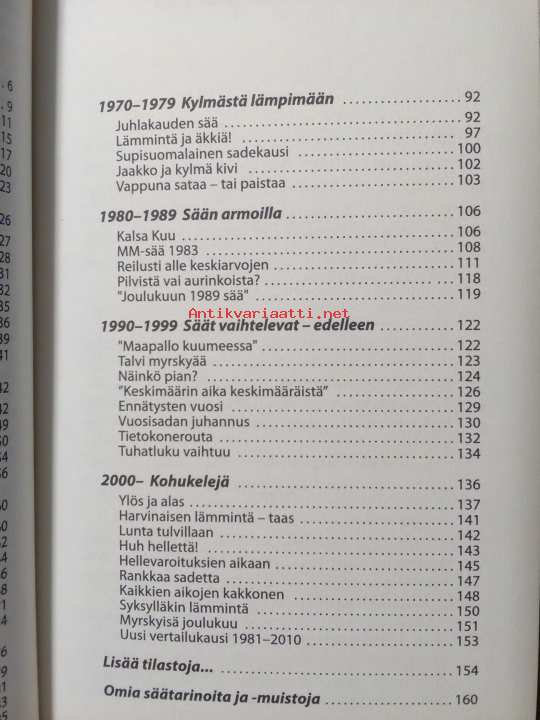 1970–1979 Kylmästä lämpimään 92
Juhlakauden sää 92
Lämmintä ja äkkiä! 97
Supisuomalainen sadekausi 100
Jaakko ja kylmä kivi 102
Vappuna sataa – tai paistaa 103
1980–1989 Sään armoilla 106
Kalsa Kuu 106
MM-sää 1983 108
Reilusti alle keskiarvojen 111
Pilvistä vai aurinkoista? 118
"Joulukuun 1989 sää" 119
Antikvariaatti.net
1990–1999 Säät vaihtelevat – edelleen 122
"Maapallo kuumeessa" 122
Talvi myrskyää 123
Näinkö pian? 124
"Keskimäärin aika keskimääräistä" 126
Ennätysten vuosi 129
Vuosisadan juhannus 130
Tietokonerouta 132
Tuhatluku vaihtuu 134
2000– Kohukelejä 136
Ylös ja alas 137
Harvinaisen lämmintä – taas 141
Lunta tulvillaan 142
Huh hellettä! 143
Hellevaroituksien aikaan 145
Rankkaa sadetta 147
Kaikkien aikojen kakkonen 148
Syksylläkin lämmintä 150
Myrskyisä joulukuu 151
Uusi vertailukausi 1981–2010 153
Lisää tilastoja... 154
Omia säätarinoita ja -muistoja 160